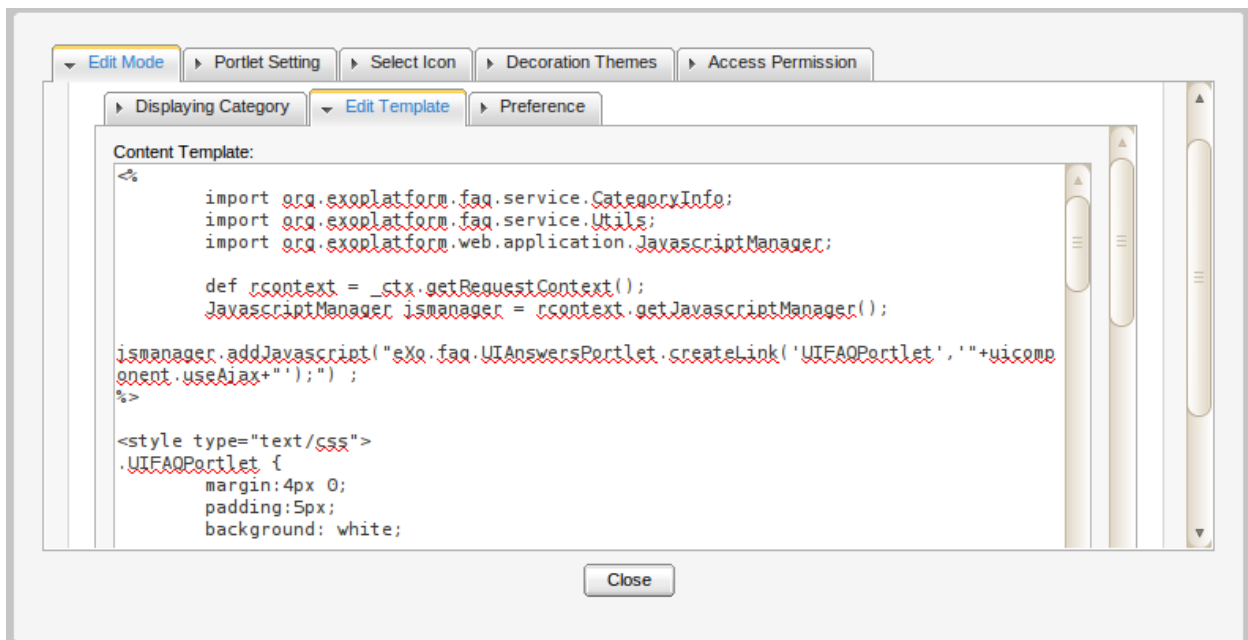 Edit Mode Portlet Setting Select Icon Decoration Themes Access Permission
Displaying Category Edit Template Preference
Content Template:
<%
import org.exoplatform.faq.service.CategoryInfo;
import org.exoplatform.faq.service.Utils;
import org.exoplatform.web.application.JavascriptManager;
def rcontext = _ctx.getRequestContext();
JavascriptManager jsmanager = rcontext.getJavascriptManager();
jsmanager.addJavascript("eXo.faq.UIAnswersPortlet.createLink('UIFAQPortlet','"+uicomp
onent.useAjax+"');") ;
%>
<style type="text/css">
.UIFAQPortlet {
margin:4px 0;
padding:5px;
background: white;
Close